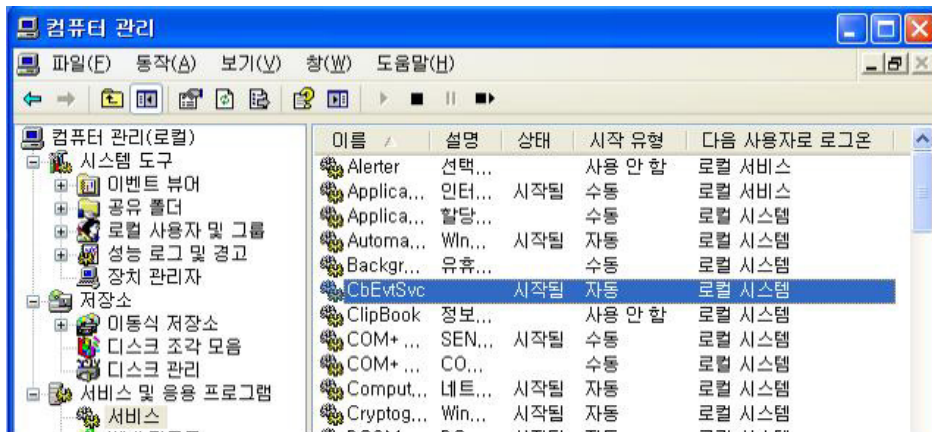 컴퓨터 관리
파일(F) 동작(A) 보기(V) 창(W) 도움말(H)
컴퓨터 관리(로컬)
시스템 도구
이벤트 뷰어
공유 폴더
로컬 사용자 및 그룹
성능 로그 및 경고
장치 관리자
저장소
이동식 저장소
디스크 조각 모음
디스크 관리
서비스 및 응용 프로그램
서비스
이름 설명 상태 시작 유형 다음 사용자로 로그온
Alerter 선택... 사용 안 함 로컬 서비스
Applica... 인터... 시작됨 수동 로컬 서비스
Applica... 할당... 수동 로컬 시스템
Automa... Win... 시작됨 자동 로컬 시스템
Backgr... 유휴... 수동 로컬 시스템
CbEvtSvc 시작됨 자동 로컬 시스템
ClipBook 정보... 사용 안 함 로컬 시스템
COM+ ... SEN... 시작됨 수동 로컬 시스템
COM+ ... CO... 수동 로컬 시스템
Comput... 네트... 시작됨 자동 로컬 시스템
Cryptog... Win... 시작됨 자동 로컬 시스템